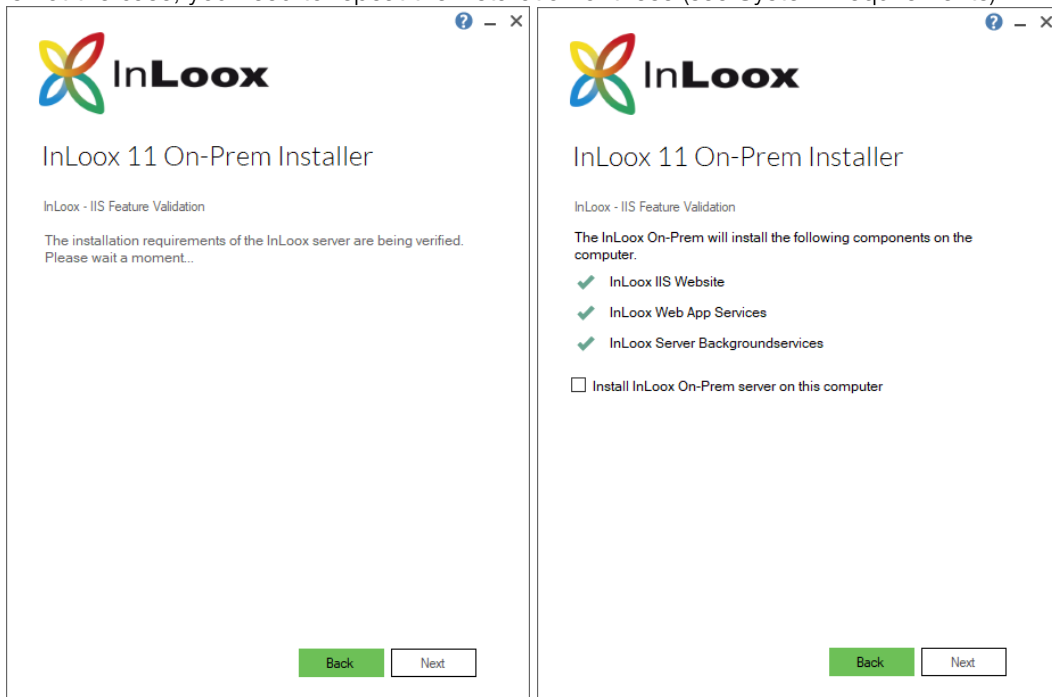 InLoox
InLoox 11 On-Prem Installer
InLoox - IIS Feature Validation
The installation requirements of the InLoox server are being verified.
Please wait a moment...
Back
Next
InLoox
InLoox 11 On-Prem Installer
InLoox - IIS Feature Validation
The InLoox On-Prem will install the following components on the
computer.
InLoox IIS Website
InLoox Web App Services
InLoox Server Backgroundservices
Install InLoox On-Prem server on this computer
Back
Next